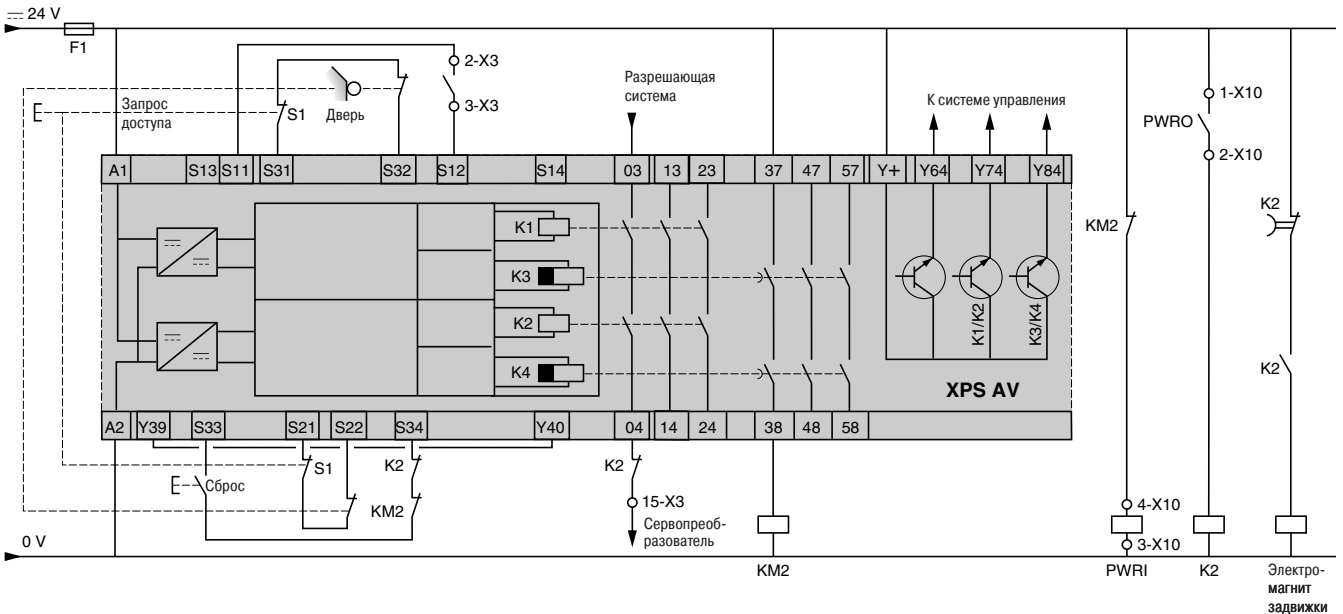 24 V
F1
2-X3
3-X3
Запрос
доступа
S1
Дверь
Разрешающая
система
К системе управления
1-X10
PWRO
2-X10
A1
S13
S11
S31
S32
S12
S14
03
13
23
37
47
57
Y+
Y64
Y74
Y84
K1
K3
K2
K4
K1/K2
K3/K4
XPS AV
KM2
K2
K2
A2
Y39
S33
S21
S22
S34
Y40
04
14
24
38
48
58
S1
Сброс
K2
KM2
K2
15-X3
Сервопреоб-
разователь
4-X10
3-X10
0 V
KM2
PWRI
K2
Электро-
магнит
задвижки